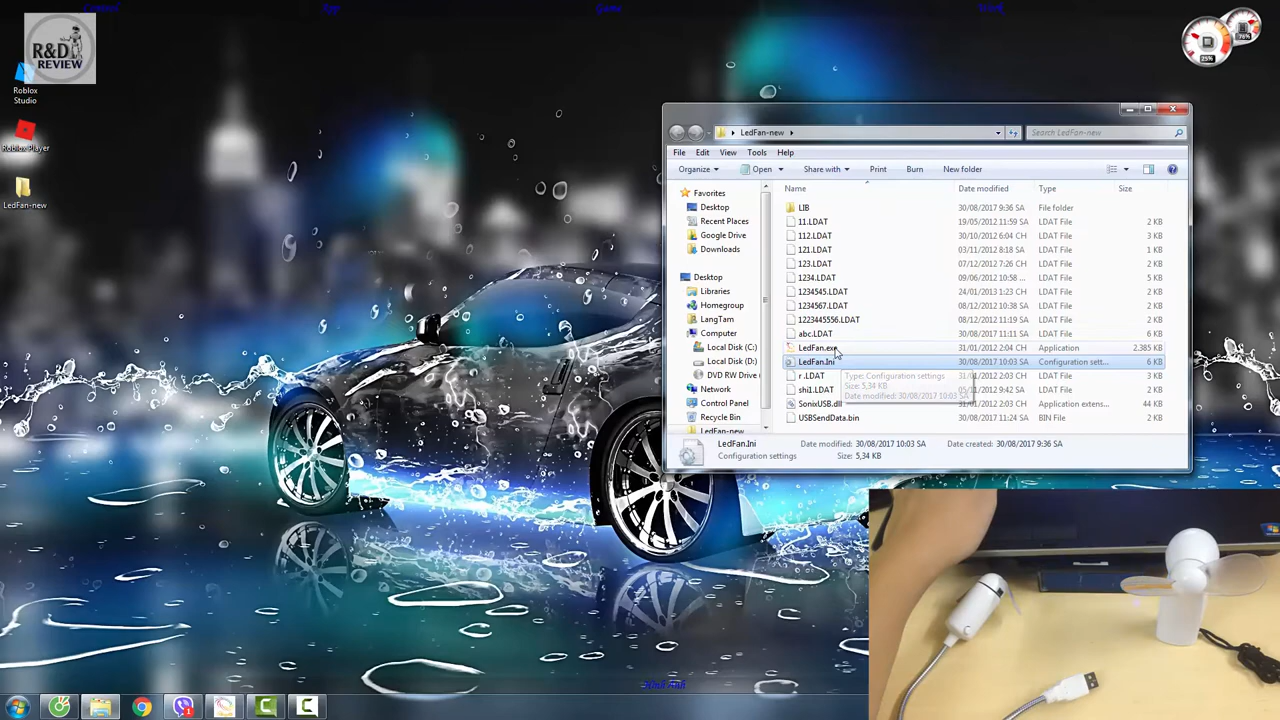 R&D
REVIEW
Roblox
Studio
Roblox Player
LedFan-new
25%
76%
LedFan-new
Search LedFan-new
File Edit View Tools Help
Organize Open Share with Print Burn New folder
Favorites
Desktop
Recent Places
Google Drive
Downloads
Desktop
Libraries
Homegroup
LangTam
Computer
Local Disk (C:)
Local Disk (D:)
DVD RW Drive
Network
Control Panel
Recycle Bin
LedFan-new
Name Date modified Type Size
LIB 30/08/2017 9:36 SA File folder
11.LDAT 19/05/2012 11:59 SA LDAT File 2 KB
112.LDAT 30/10/2012 6:04 CH LDAT File 3 KB
121.LDAT 03/11/2012 8:18 SA LDAT File 2 KB
123.LDAT 07/12/2012 7:26 CH LDAT File 2 KB
1234.LDAT 09/06/2012 10:58 ... LDAT File 5 KB
1234545.LDAT 24/01/2013 1:23 CH LDAT File 2 KB
1234567.LDAT 08/12/2012 10:38 SA LDAT File 2 KB
1223445556.LDAT 08/12/2012 11:19 SA LDAT File 2 KB
abc.LDAT 30/08/2017 11:11 SA LDAT File 6 KB
LedFan.exe 31/01/2012 2:04 CH Application 2.385 KB
LedFan.Ini 30/08/2017 10:03 SA Configuration sett... 6 KB
r .LDAT 2:03 CH LDAT File 3 KB
shi1.LDAT 9:42 SA LDAT File 2 KB
SonixUSB.dll 2:03 CH Application extens... 44 KB
USBSendData.bin 30/08/2017 11:24 SA BIN File 2 KB
Type: Configuration settings
Size: 5,34 KB
Date modified: 30/08/2017 10:03 SA
LedFan.Ini Date modified: 30/08/2017 10:03 SA Date created: 30/08/2017 9:36 SA
Configuration settings Size: 5,34 KB